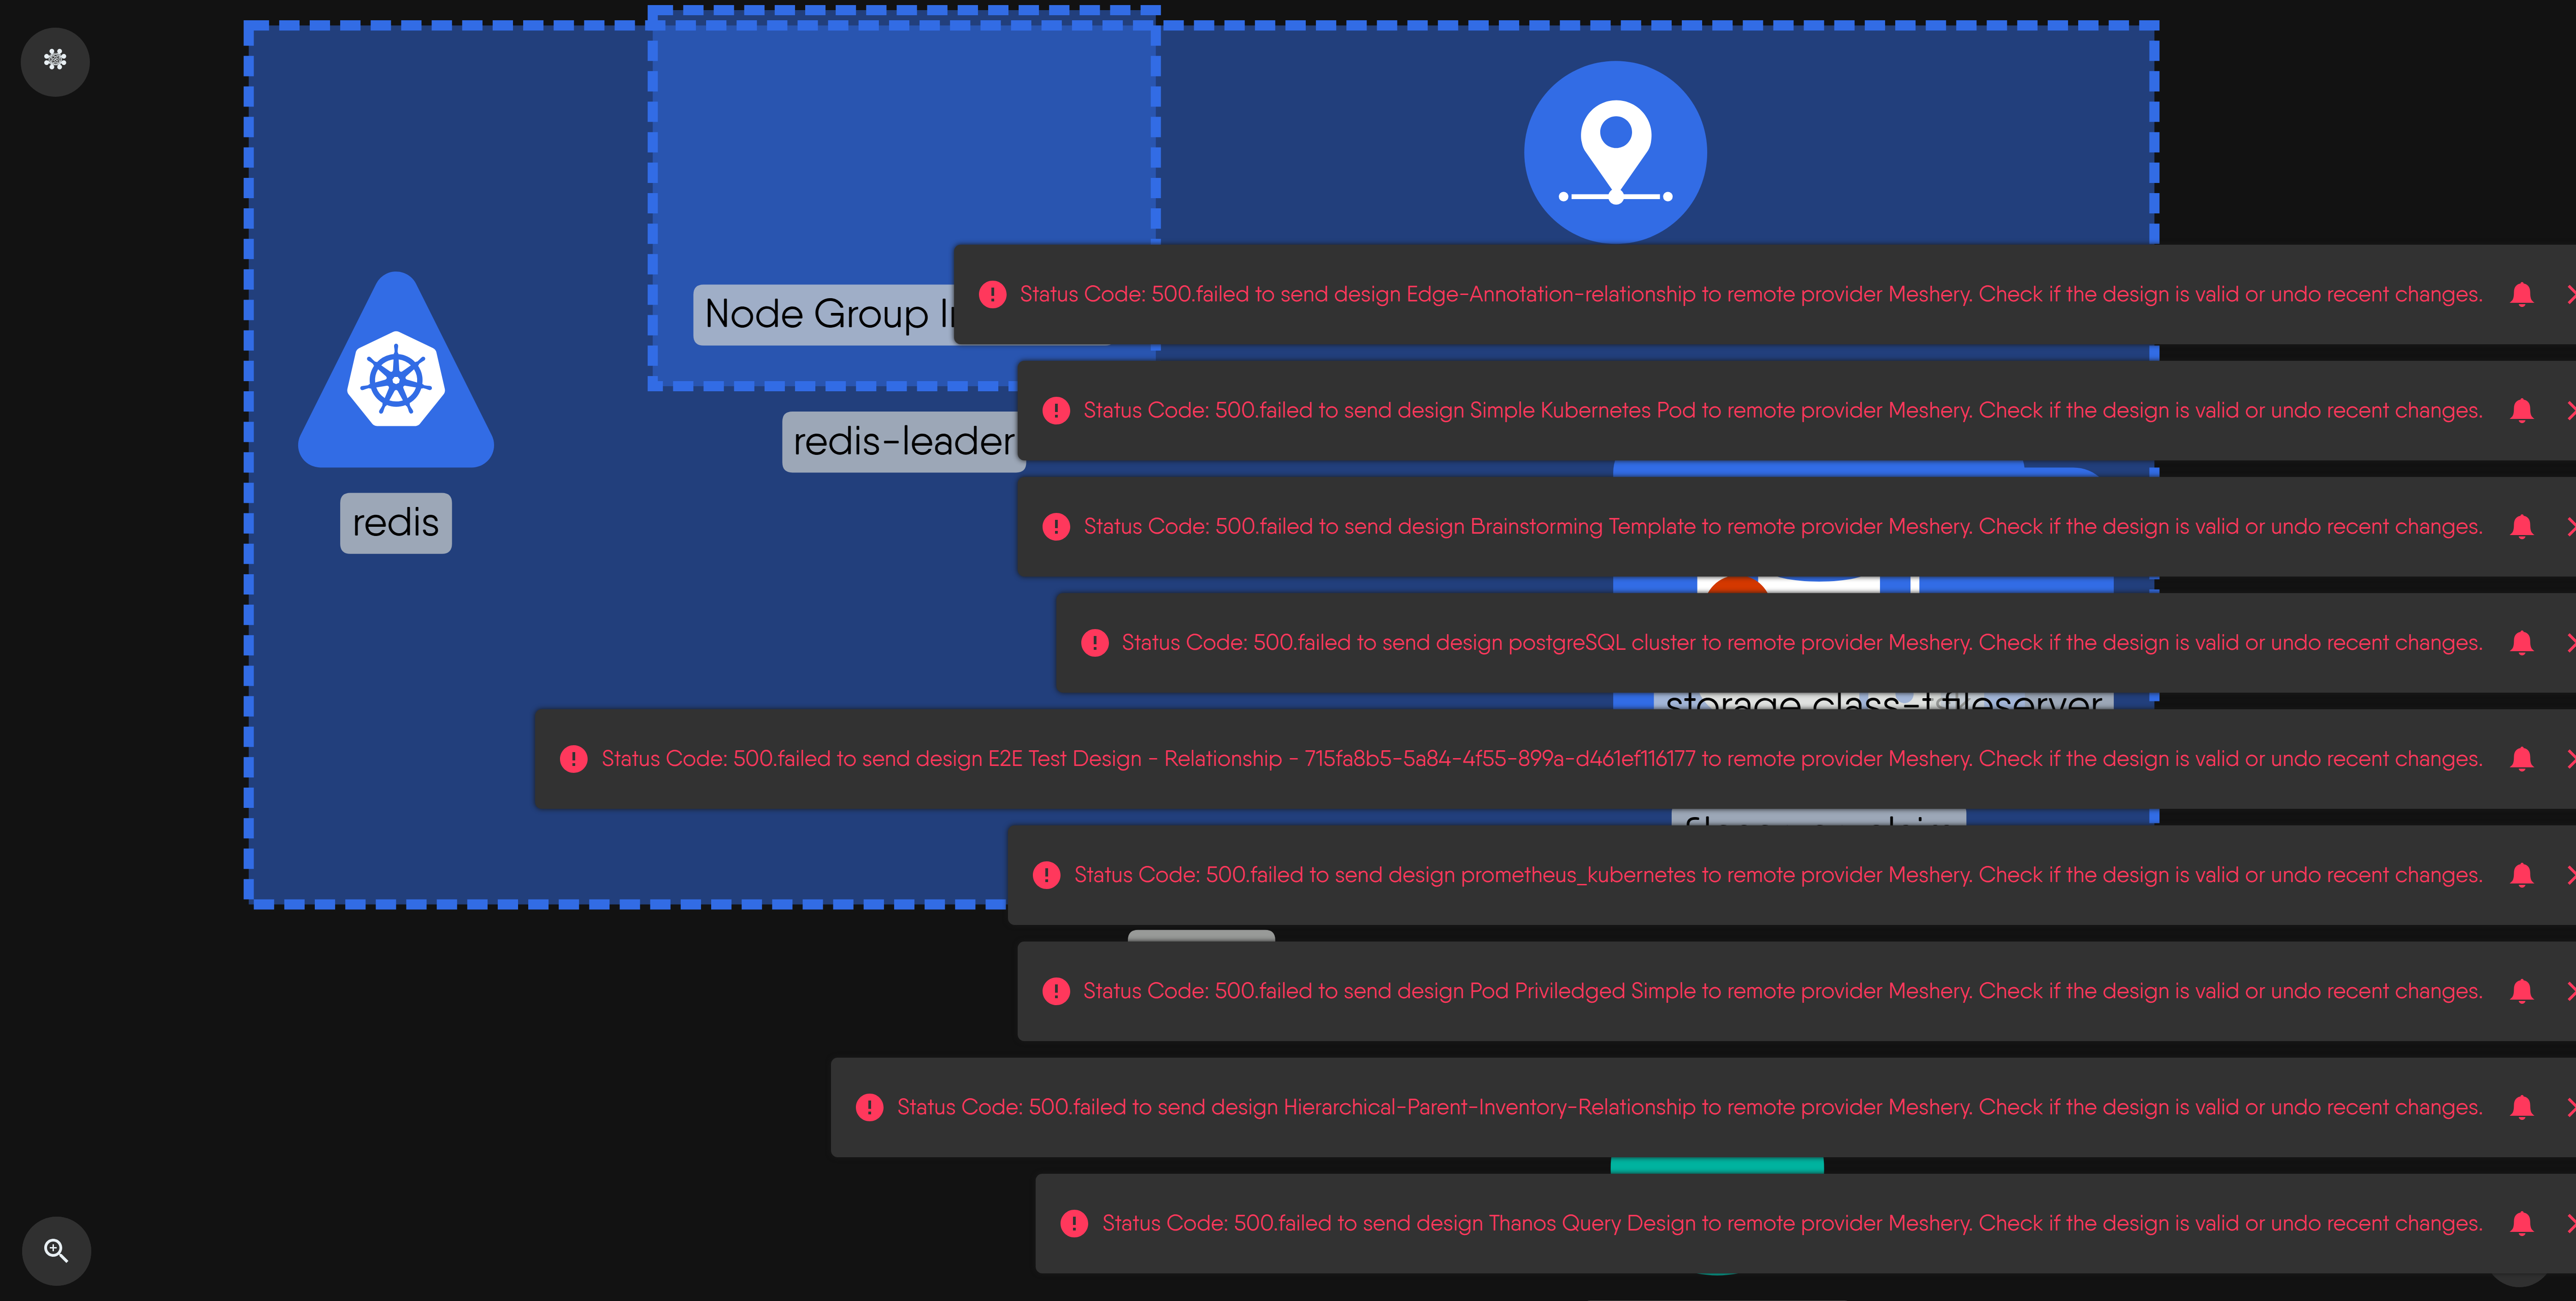 Status Code: 500.failed to send design Edge-Annotation-relationship to remote provider Meshery. Check if the design is valid or undo recent changes.
Node Group
Status Code: 500.failed to send design Simple Kubernetes Pod to remote provider Meshery. Check if the design is valid or undo recent changes.
redis-leader
redis
Status Code: 500.failed to send design Brainstorming Template to remote provider Meshery. Check if the design is valid or undo recent changes.
Status Code: 500.failed to send design postgreSQL cluster to remote provider Meshery. Check if the design is valid or undo recent changes.
storage class-
fileserver
Status Code: 500.failed to send design E2E Test Design - Relationship - 715fa8b5-5a84-4f55-899a-d461ef116177 to remote provider Meshery. Check if the design is valid or undo recent changes.
Status Code: 500.failed to send design prometheus_kubernetes to remote provider Meshery. Check if the design is valid or undo recent changes.
Status Code: 500.failed to send design Pod Priviledged Simple to remote provider Meshery. Check if the design is valid or undo recent changes.
Status Code: 500.failed to send design Hierarchical-Parent-Inventory-Relationship to remote provider Meshery. Check if the design is valid or undo recent changes.
Status Code: 500.failed to send design Thanos Query Design to remote provider Meshery. Check if the design is valid or undo recent changes.